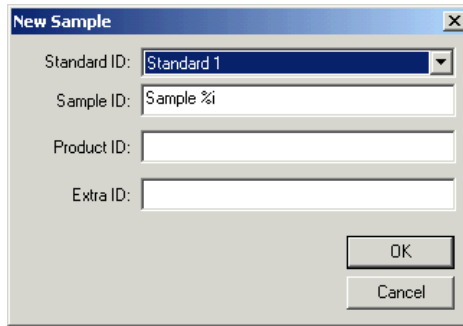 New Sample
Standard ID: Standard 1
Sample ID: Sample %i
Product ID:
Extra ID:
OK
Cancel